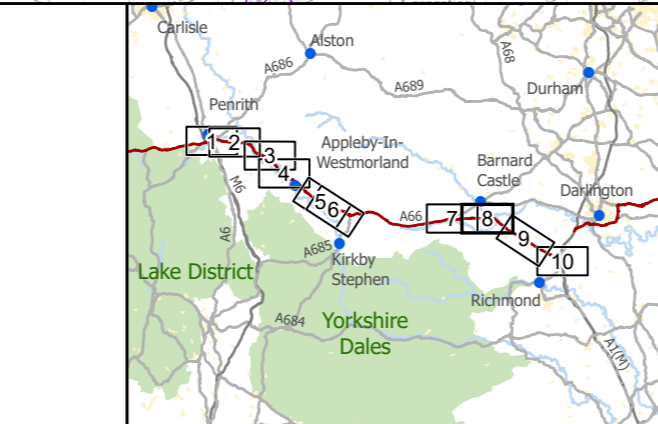 Carlisle
Alston
A686
A68
A689
Durham
Penrith
1
2
3
4
Appleby-In-
Westmorland
Barnard
Castle
Darlington
M6
5
6
A66
7
8
9
10
A6
A685
Kirkby
Stephen
Lake District
Richmond
A684
Yorkshire
Dales
A1(M)